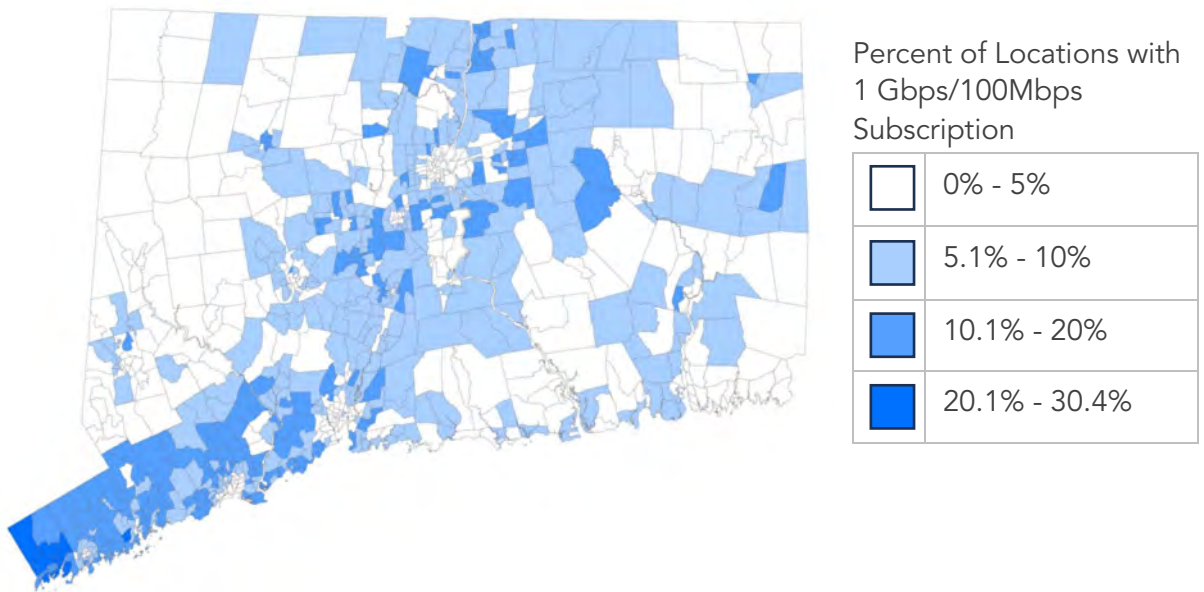 Percent of Locations with
1 Gbps/100Mbps
Subscription
0% - 5%
5.1% - 10%
10.1% - 20%
20.1% - 30.4%